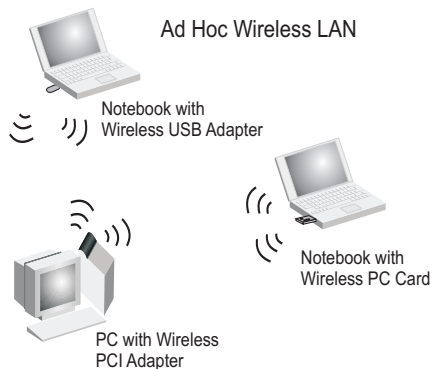 Ad Hoc Wireless LAN
Notebook with
Wireless USB Adapter
Notebook with
Wireless PC Card
PC with Wireless
PCI Adapter